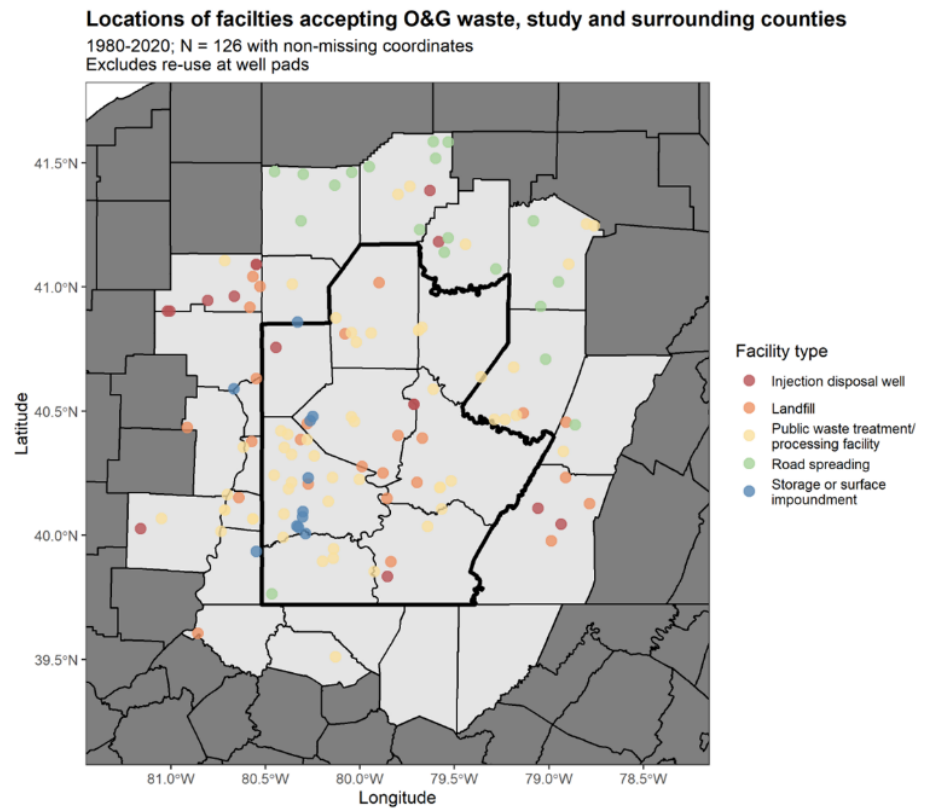 Locations of facilties accepting O&G waste, study and surrounding counties
1980-2020; N = 126 with non-missing coordinates
Excludes re-use at well pads
41.5°N
41.0°N
40.5°N
40.0°N
39.5°N
Latitude
81.0°W 80.5°W 80.0°W 79.5°W 79.0°W 78.5°W
Longitude
Facility type
Injection disposal well
Landfill
Public waste treatment/
processing facility
Road spreading
Storage or surface
impoundment